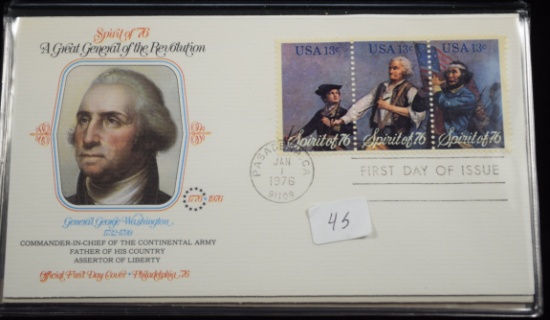 Spirit of 76
A Great General of the Revolution
1776 1976
General George Washington
1732-1799
COMMANDER-IN-CHIEF OF THE CONTINENTAL ARMY
FATHER OF HIS COUNTRY
ASSERTOR OF LIBERTY
Official First Day Cover • Philadelphia, 76
USA 13c
USA 13c
USA 13c
Spirit of 76
Spirit of 76
Spirit of 76
PASADENA, CA
JAN
1
1976
FIRST DAY OF ISSUE
45